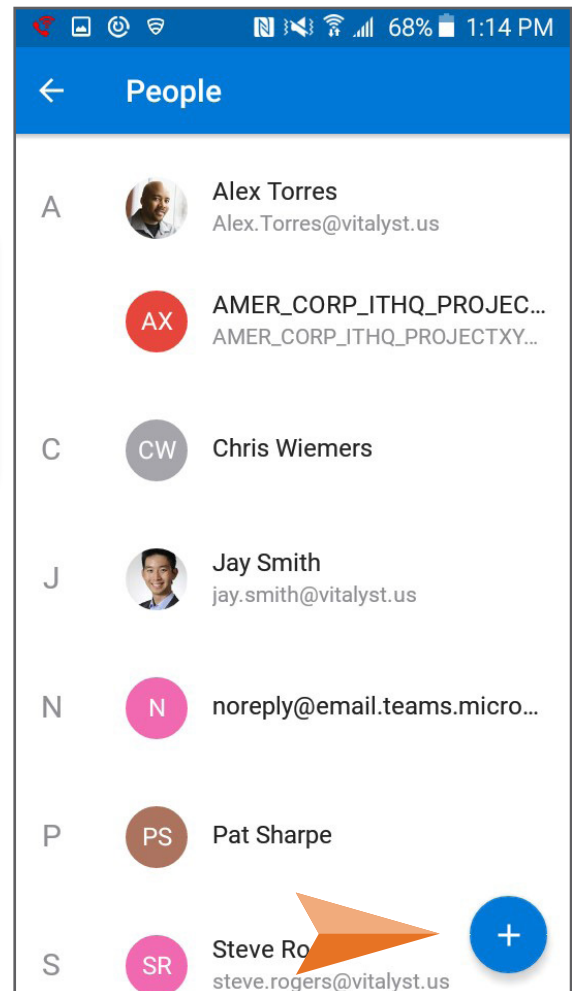 68% 1:14 PM
People
A
Alex Torres
Alex.Torres@vitalyst.us
AX
AMER_CORP_ITHQ_PROJEC...
AMER_CORP_ITHQ_PROJECTXY...
C
CW
Chris Wiemers
J
Jay Smith
jay.smith@vitalyst.us
N
N
noreply@email.teams.micro...
P
PS
Pat Sharpe
+
S
SR
Steve Ro
steve.rogers@vitalyst.us